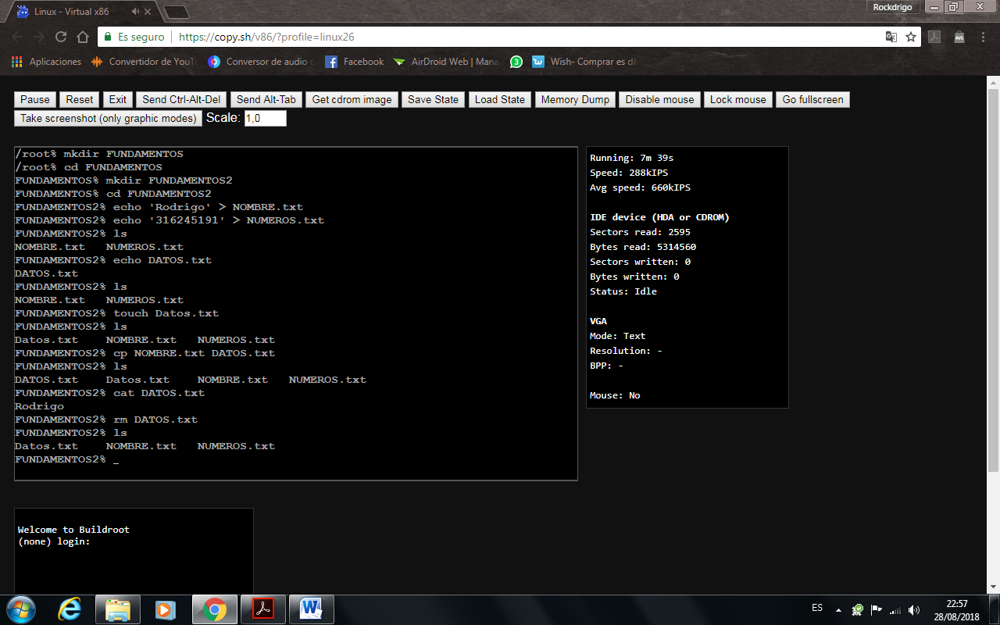 Linux - Virtual x86
Rockdrigo
Es seguro https://copy.sh/v86/?profile=linux26
Aplicaciones Convertidor de YouT Conversor de audio Facebook AirDroid Web | Mana 3 Wish- Comprar es di
Pause Reset Exit Send Ctrl-Alt-Del Send Alt-Tab Get cdrom image Save State Load State Memory Dump Disable mouse Lock mouse Go fullscreen
Take screenshot (only graphic modes) Scale: 1,0
/root% mkdir FUNDAMENTOS
/root% cd FUNDAMENTOS
FUNDAMENTOS% mkdir FUNDAMENTOS2
FUNDAMENTOS% cd FUNDAMENTOS2
FUNDAMENTOS2% echo 'Rodrigo' > NOMBRE.txt
FUNDAMENTOS2% echo '316245191' > NUMEROS.txt
FUNDAMENTOS2% ls
NOMBRE.txt NUMEROS.txt
FUNDAMENTOS2% echo DATOS.txt
DATOS.txt
FUNDAMENTOS2% ls
NOMBRE.txt NUMEROS.txt
FUNDAMENTOS2% touch Datos.txt
FUNDAMENTOS2% ls
Datos.txt NOMBRE.txt NUMEROS.txt
FUNDAMENTOS2% cp NOMBRE.txt DATOS.txt
FUNDAMENTOS2% ls
DATOS.txt Datos.txt NOMBRE.txt NUMEROS.txt
FUNDAMENTOS2% cat DATOS.txt
Rodrigo
FUNDAMENTOS2% rm DATOS.txt
FUNDAMENTOS2% ls
Datos.txt NOMBRE.txt NUMEROS.txt
FUNDAMENTOS2% _
Running: 7m 39s
Speed: 288kIPS
Avg speed: 660kIPS
IDE device (HDA or CDROM)
Sectors read: 2595
Bytes read: 5314560
Sectors written: 0
Bytes written: 0
Status: Idle
VGA
Mode: Text
Resolution: -
BPP: -
Mouse: No
Welcome to Buildroot
(none) login:
ES
22:57
28/08/2018